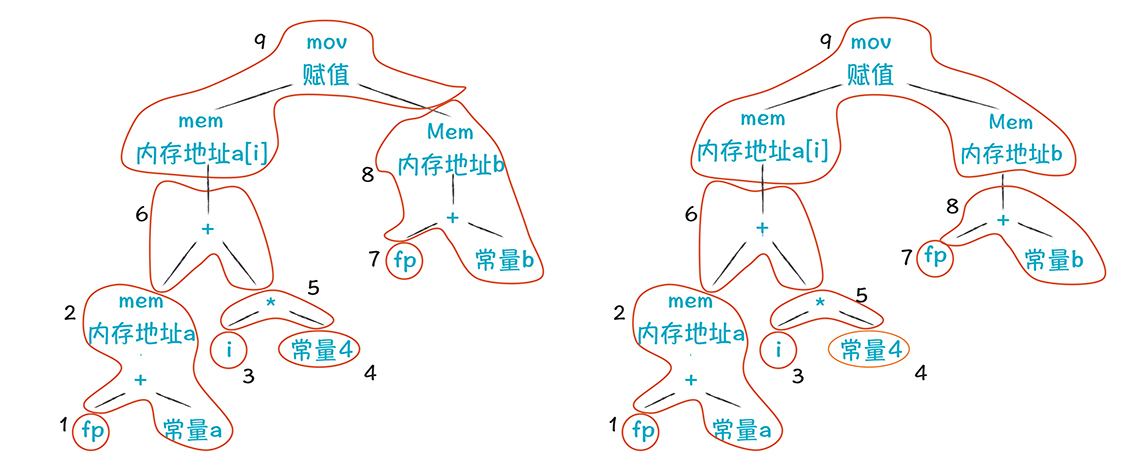 9
mov
赋值
mem
内存地址a[i]
Mem
内存地址b
8
6
+
+
7
fp
常量b
2
mem
内存地址a
5
*
i
常量4
3
4
+
1
fp
常量a
9
mov
赋值
mem
内存地址a[i]
Mem
内存地址b
6
8
+
+
7
fp
常量b
2
mem
内存地址a
5
*
i
常量4
3
4
+
1
fp
常量a